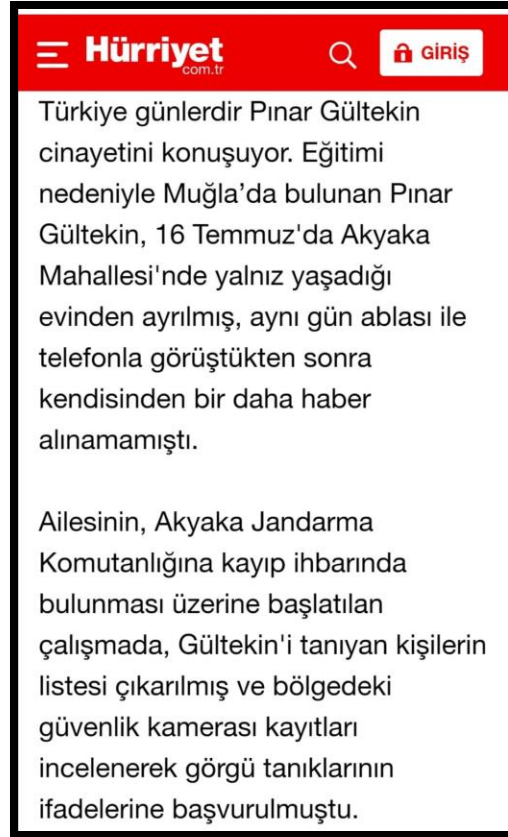 Hürriyet
com.tr
GİRİŞ
Türkiye günlerdir Pınar Gültekin
cinayetini konuşuyor. Eğitimi
nedeniyle Muğla’da bulunan Pınar
Gültekin, 16 Temmuz'da Akyaka
Mahallesi'nde yalnız yaşadığı
evinden ayrılmış, aynı gün ablası ile
telefonla görüştükten sonra
kendisinden bir daha haber
alınamamıştı.
Ailesinin, Akyaka Jandarma
Komutanlığına kayıp ihbarında
bulunması üzerine başlatılan
çalışmada, Gültekin'i tanıyan kişilerin
listesi çıkarılmış ve bölgedeki
güvenlik kamerası kayıtları
incelenerek görgü tanıklarının
ifadelerine başvurulmuştu.